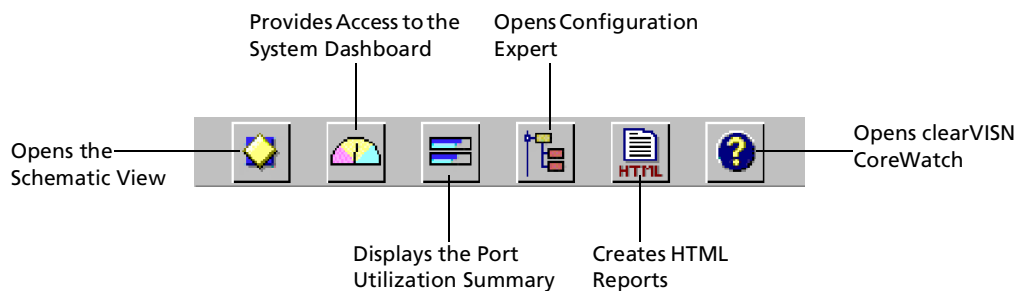 Provides Access to the
System Dashboard
Opens Configuration
Expert
Opens the
Schematic View
HTML
?
Opens clearVISN
CoreWatch
Displays the Port
Utilization Summary
Creates HTML
Reports